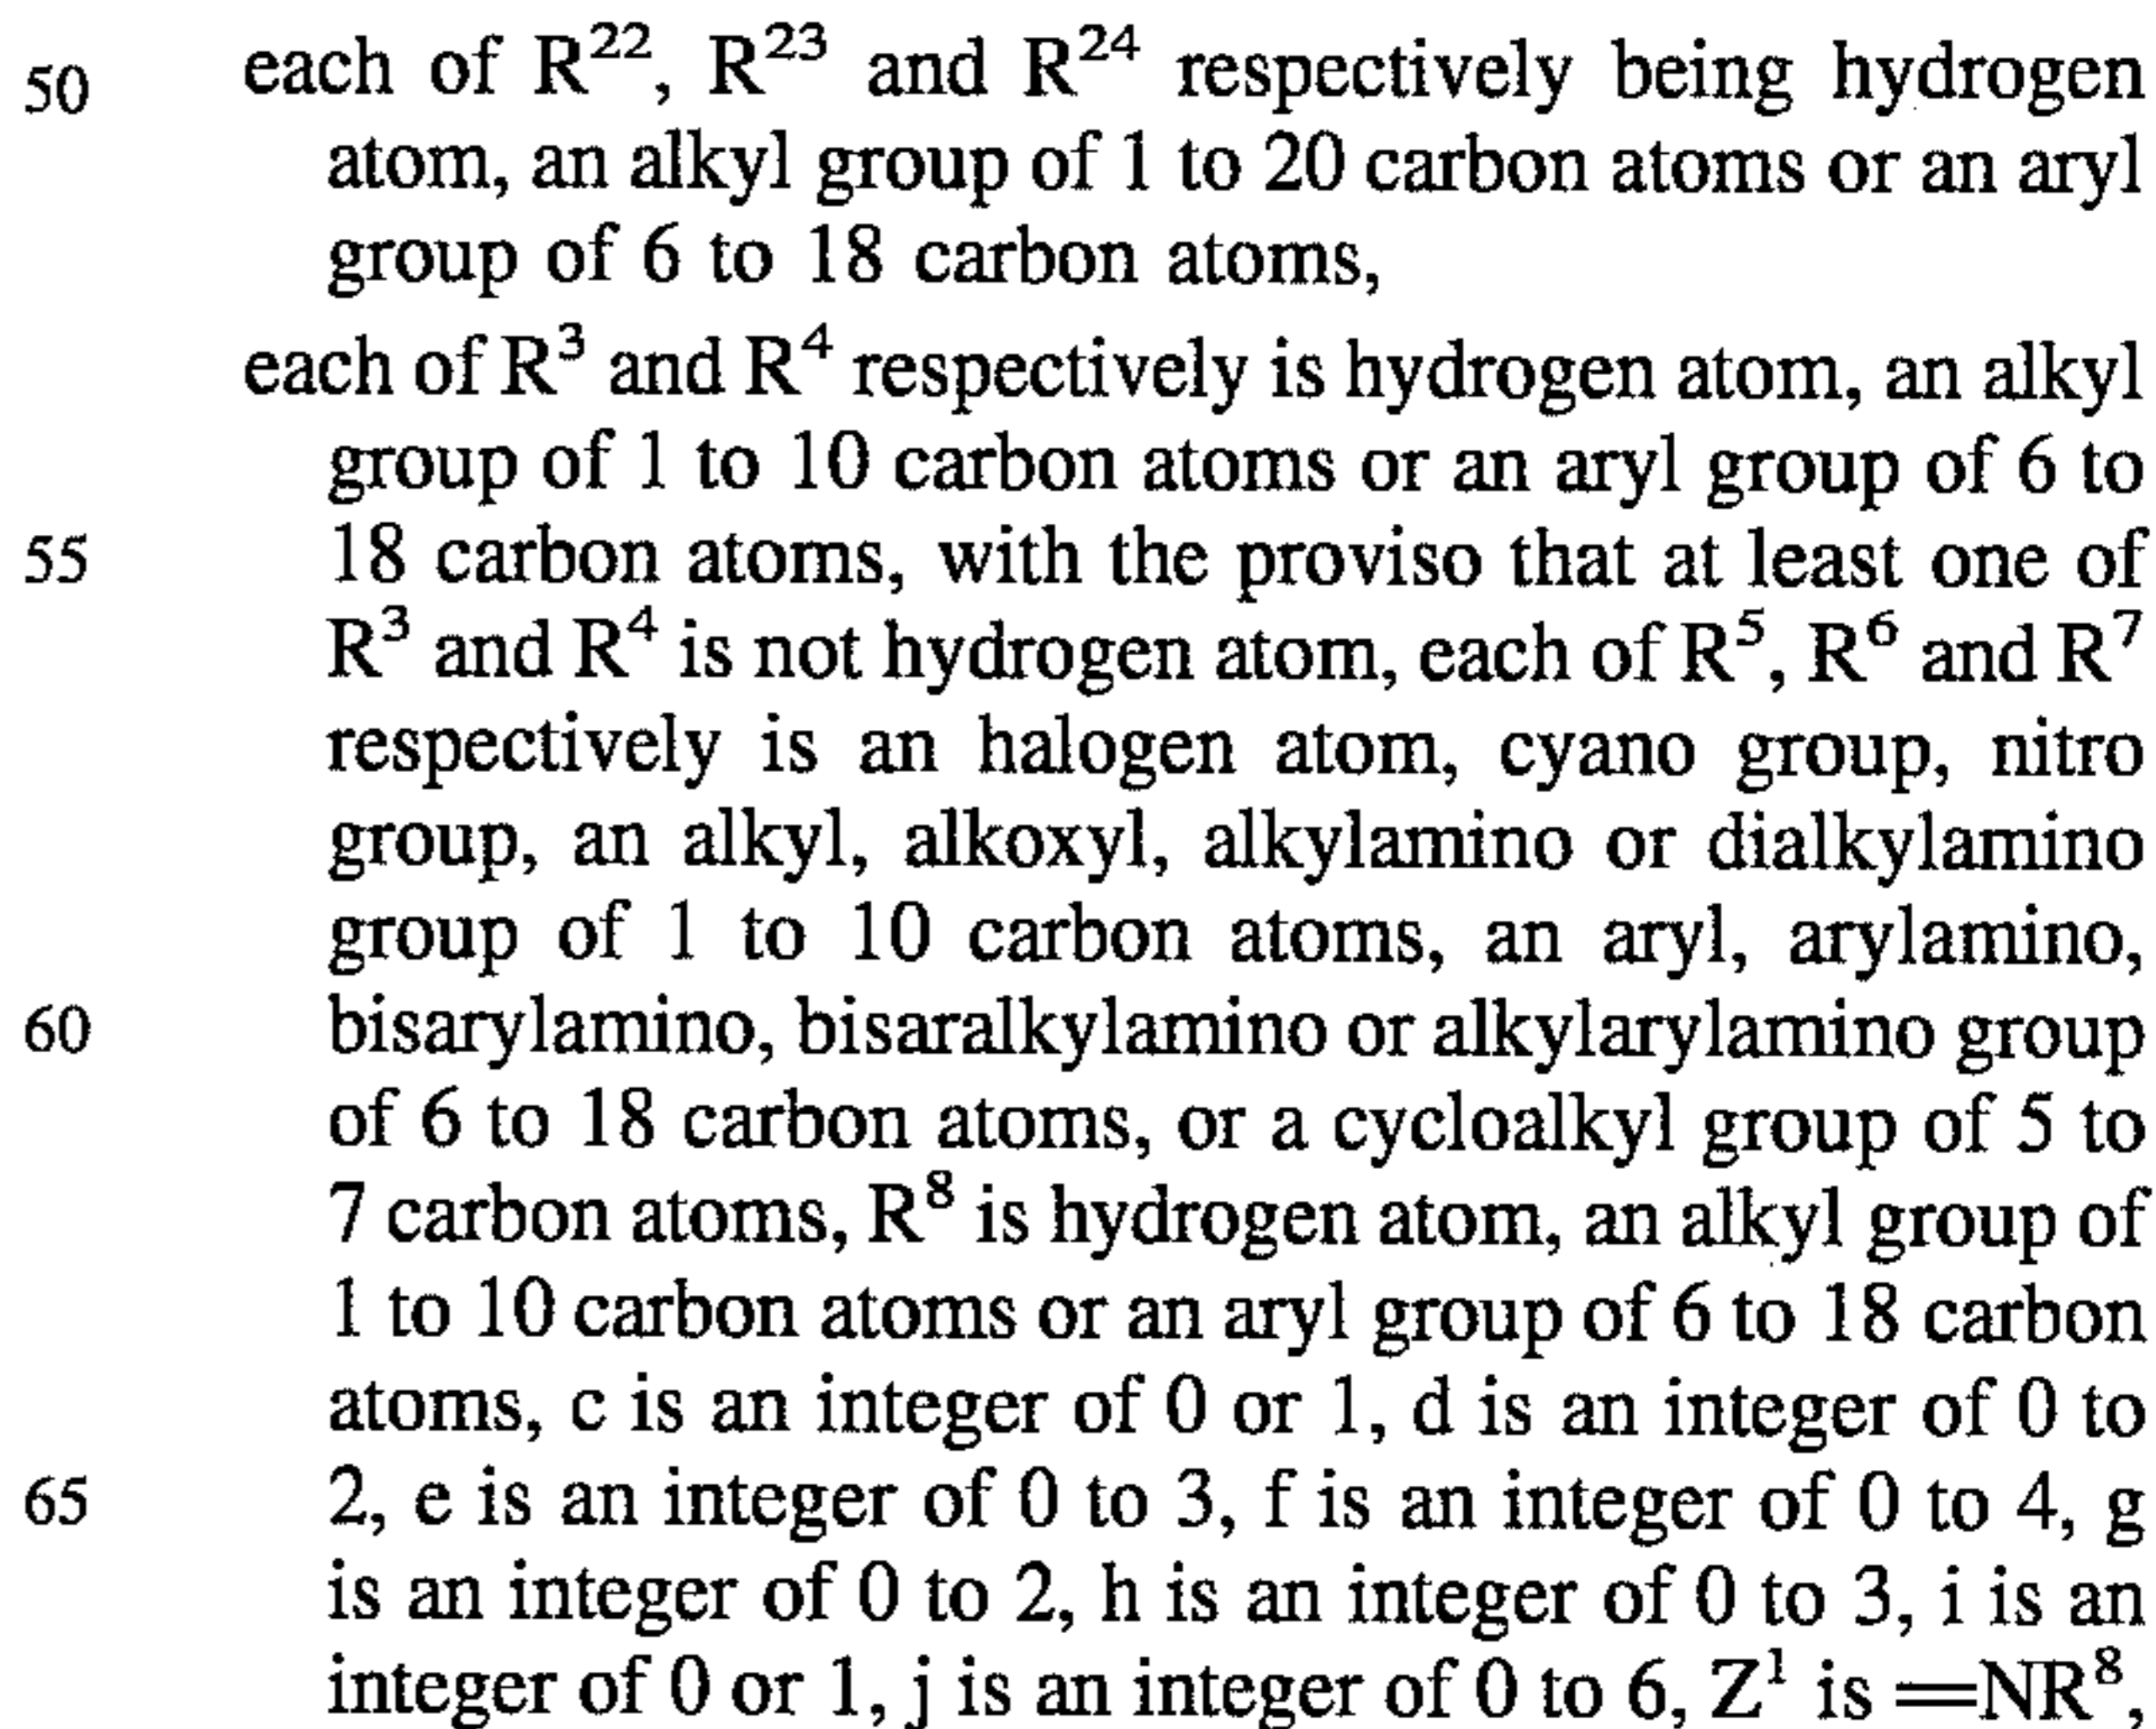 50 each of R²², R²³ and R²⁴ respectively being hydrogen
atom, an alkyl group of 1 to 20 carbon atoms or an aryl
group of 6 to 18 carbon atoms,
each of R³ and R⁴ respectively is hydrogen atom, an alkyl
group of 1 to 10 carbon atoms or an aryl group of 6 to
55 18 carbon atoms, with the proviso that at least one of
R³ and R⁴ is not hydrogen atom, each of R⁵, R⁶ and R⁷
respectively is an halogen atom, cyano group, nitro
group, an alkyl, alkoxyl, alkylamino or dialkylamino
group of 1 to 10 carbon atoms, an aryl, arylamino,
60 bisarylamino, bisaralkylamino or alkylarylamino group
of 6 to 18 carbon atoms, or a cycloalkyl group of 5 to
7 carbon atoms, R⁸ is hydrogen atom, an alkyl group of
1 to 10 carbon atoms or an aryl group of 6 to 18 carbon
atoms, c is an integer of 0 or 1, d is an integer of 0 to
65 2, e is an integer of 0 to 3, f is an integer of 0 to 4, g
is an integer of 0 to 2, h is an integer of 0 to 3, i is an
integer of 0 or 1, j is an integer of 0 to 6, Z¹ is =NR⁸,